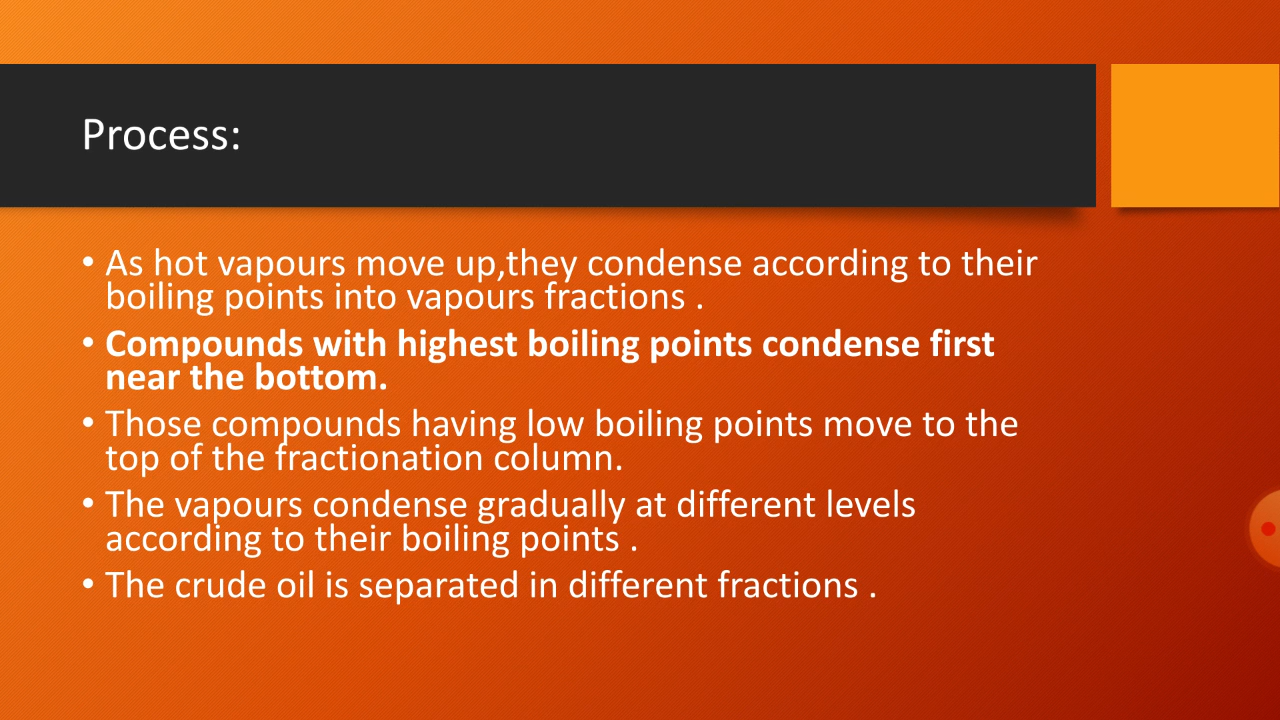 Process:
• As hot vapours move up,they condense according to their
boiling points into vapours fractions .
• Compounds with highest boiling points condense first
near the bottom.
• Those compounds having low boiling points move to the
top of the fractionation column.
• The vapours condense gradually at different levels
according to their boiling points .
• The crude oil is separated in different fractions .